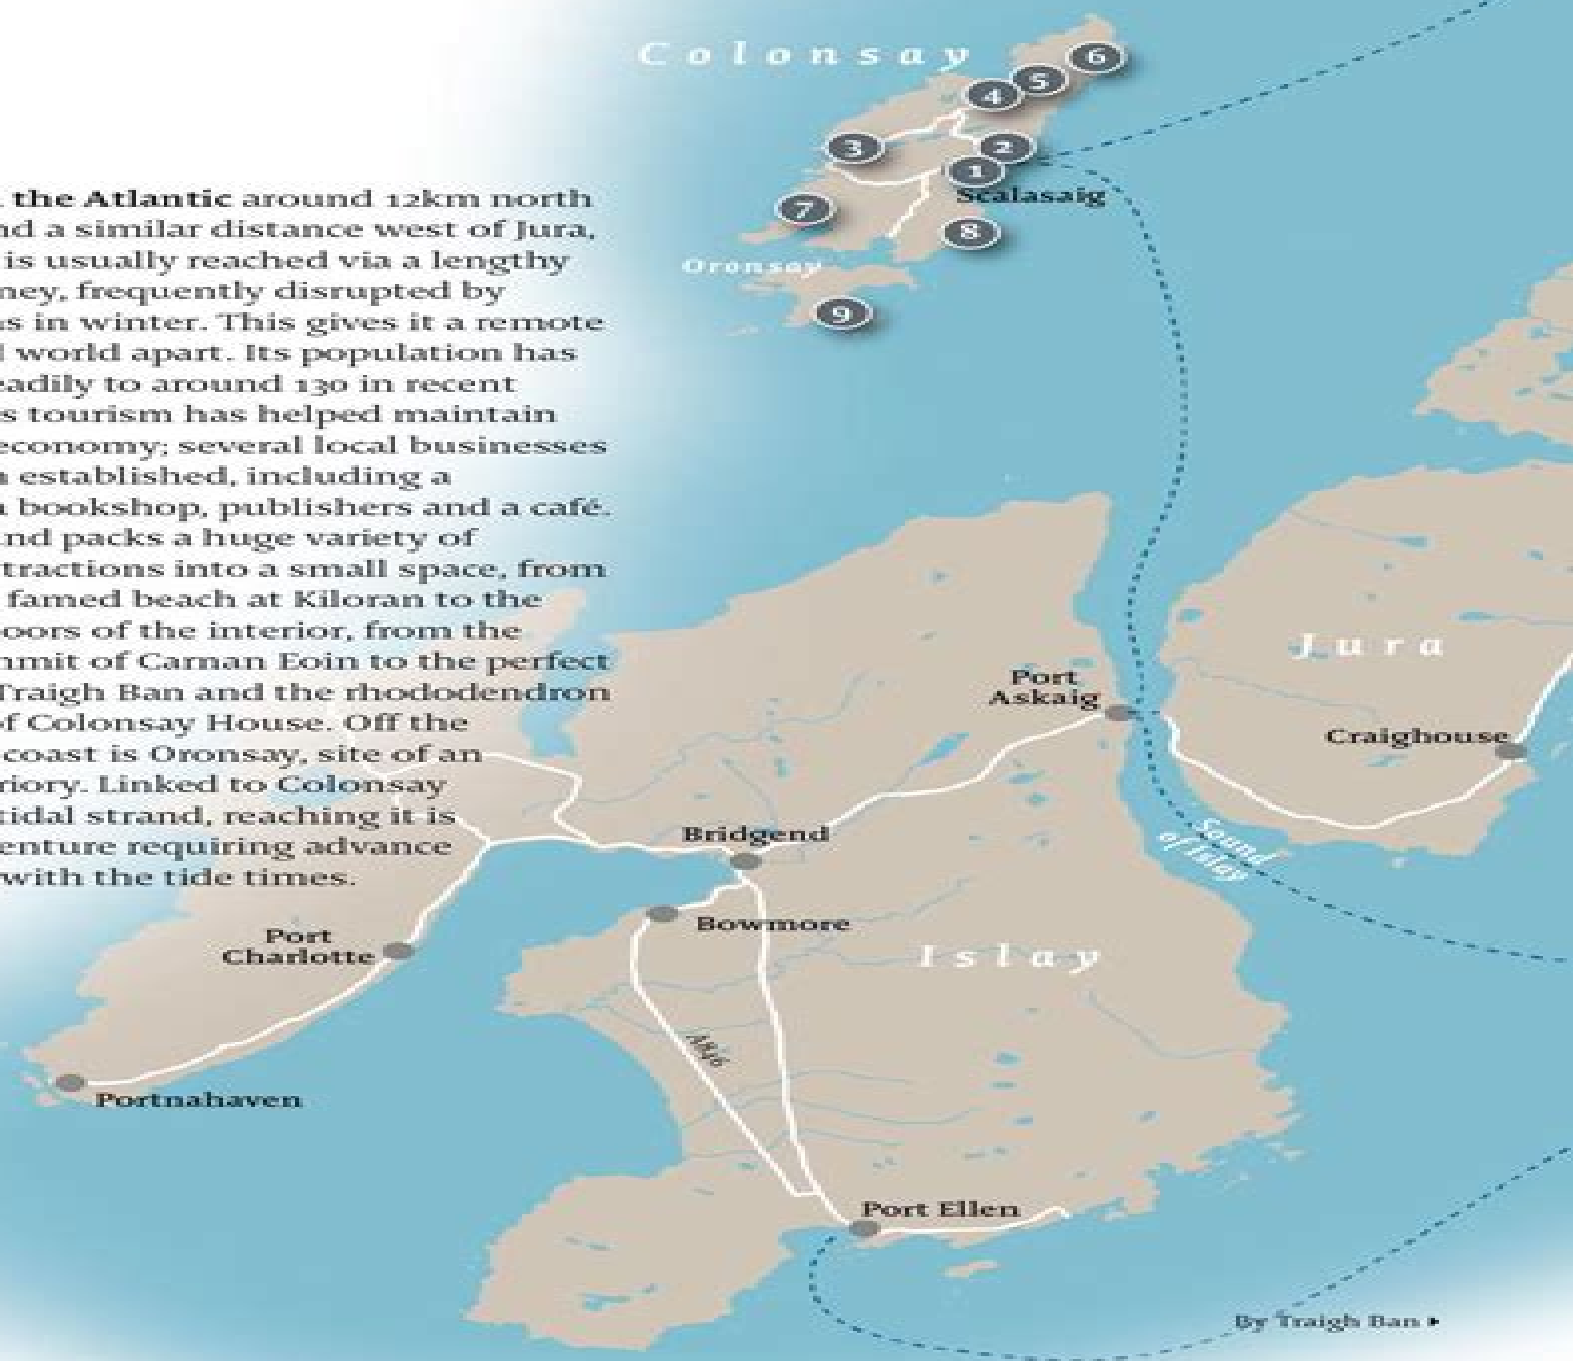 the Atlantic around 12km north
nd a similar distance west of Jura,
is usually reached via a lengthy
ney, frequently disrupted by
s in winter. This gives it a remote
l world apart. Its population has
eadily to around 130 in recent
s tourism has helped maintain
economy; several local businesses
n established, including a
a bookshop, publishers and a café.
nd packs a huge variety of
tractions into a small space, from
famed beach at Kiloran to the
oors of the interior, from the
mmit of Carnan Eoin to the perfect
Traigh Ban and the rhododendron
of Colonsay House. Off the
coast is Oronsay, site of an
riory. Linked to Colonsay
tidal strand, reaching it is
enture requiring advance
with the tide times.
Colonsay
6
5
4
3
2
1
Scalasaig
7
8
Oronsay
9
Jura
Port
Askaig
Craighouse
Sound
of Islay
Bridgend
Bowmore
Islay
Port
Charlotte
A846
Portnahaven
Port Ellen
By Traigh Ban